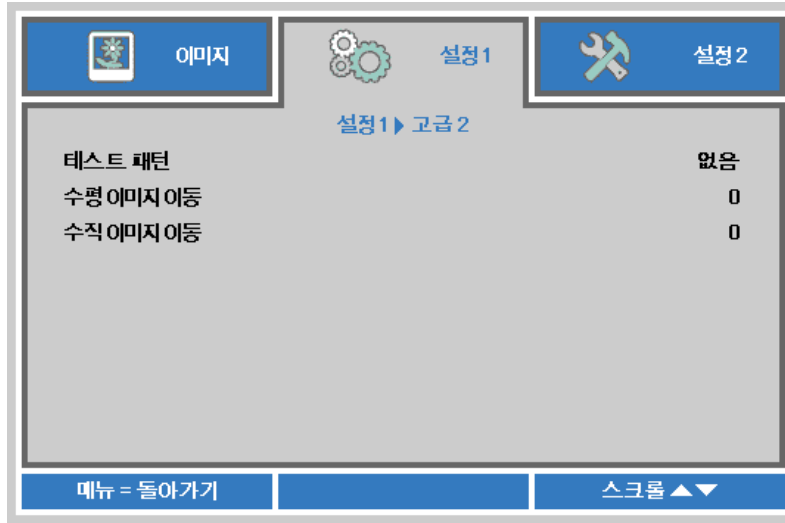 이미지
설정1
설정2
설정1▶고급2
테스트 패턴 없음
수평 이미지 이동 0
수직 이미지 이동 0
메뉴 = 돌아가기
스크롤 ▲▼